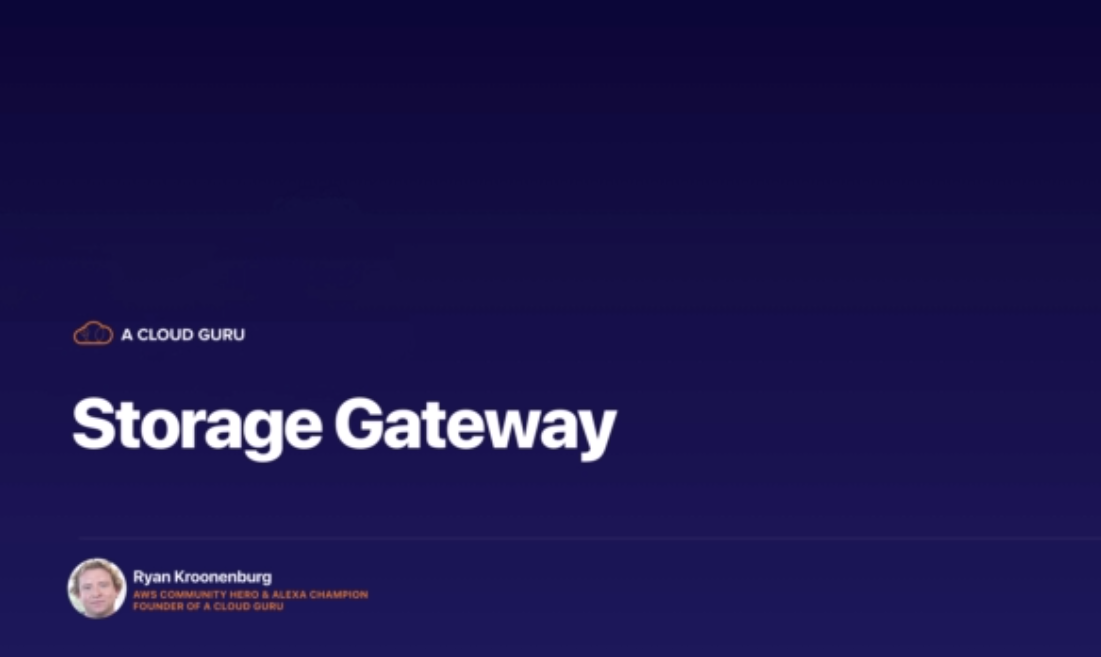 A CLOUD GURU
Storage Gateway
Ryan Kroonenburg
AWS COMMUNITY HERO & ALEXA CHAMPION
FOUNDER OF A CLOUD GURU